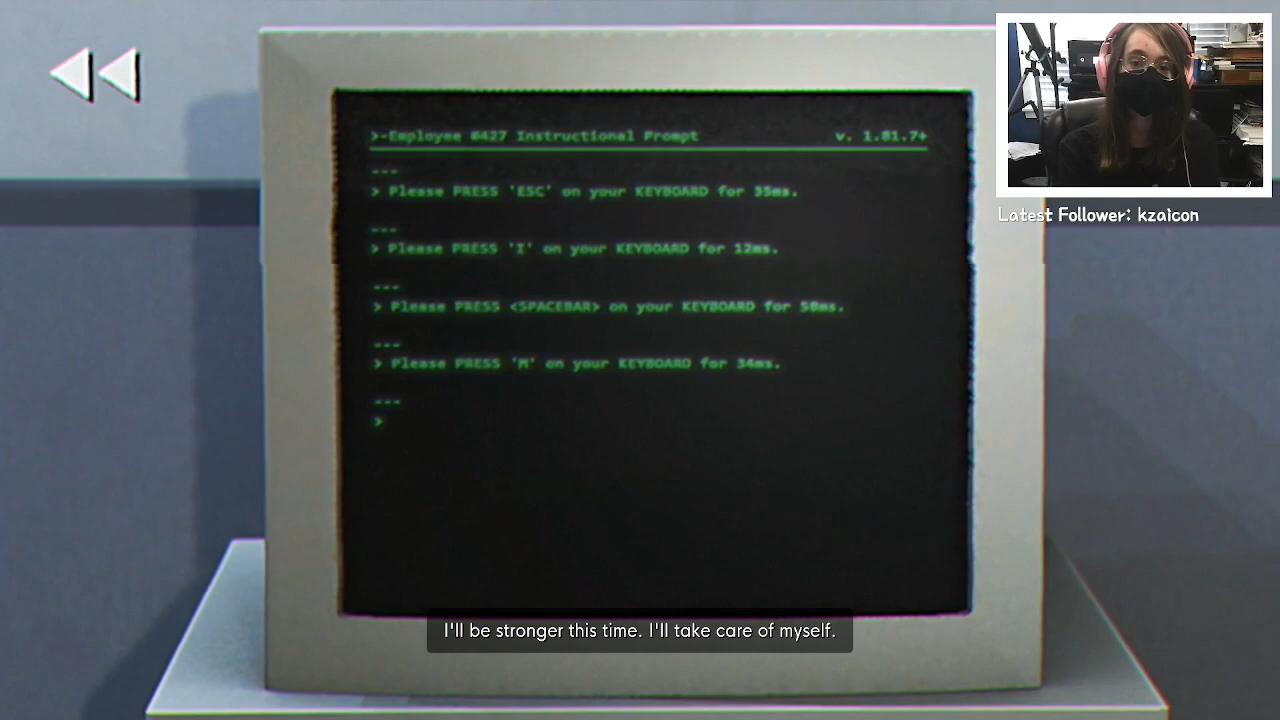 >-Employee #427 Instructional Prompt v. 1.81.7+
---
> Please PRESS 'ESC' on your KEYBOARD for 35ms.
---
> Please PRESS 'I' on your KEYBOARD for 12ms.
---
> Please PRESS <SPACEBAR> on your KEYBOARD for 50ms.
---
> Please PRESS 'M' on your KEYBOARD for 34ms.
---
>
Latest Follower: kzaicon
I'll be stronger this time. I'll take care of myself.